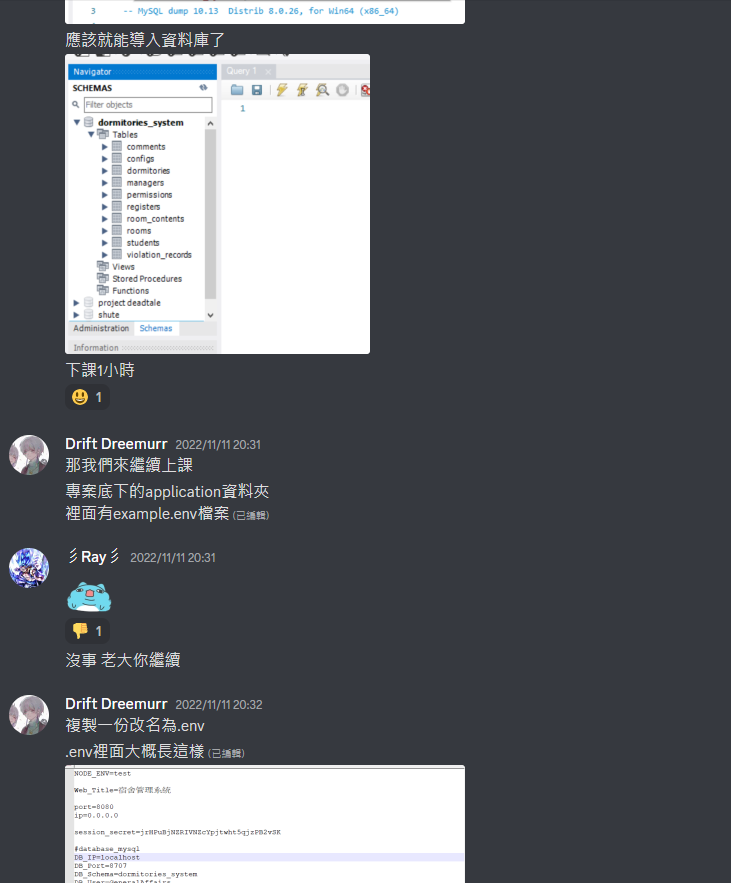 3 -- MySQL dump 10.13 Distrib 8.0.26, for Win64 (x86_64)
應該就能導入資料庫了
Navigator
Query 1
SCHEMAS
Filter objects
1
dormitories_system
Tables
comments
configs
dormitories
managers
permissions
registers
room_contents
rooms
students
violation_records
Views
Stored Procedures
Functions
project deadtale
shute
Administration Schemas
Information
下課1小時
1
Drift Dreemurr 2022/11/11 20:31
那我們來繼續上課
專案底下的application資料夾
裡面有example.env檔案 (已編輯)
彡Ray彡 2022/11/11 20:31
1
沒事 老大你繼續
Drift Dreemurr 2022/11/11 20:32
複製一份改名為.env
.env裡面大概長這樣 (已編輯)
NODE_ENV=test
Web_Title=宿舍管理系統
port=8080
ip=0.0.0.0
session_secret=jrHPuBjNZRIVNZcYpjtwht5qjzPB2vSK
#database_mysql
DB_IP=localhost
DB_Port=8707
DB_Schema=dormitories_system
DB_User=GeneralAffairs